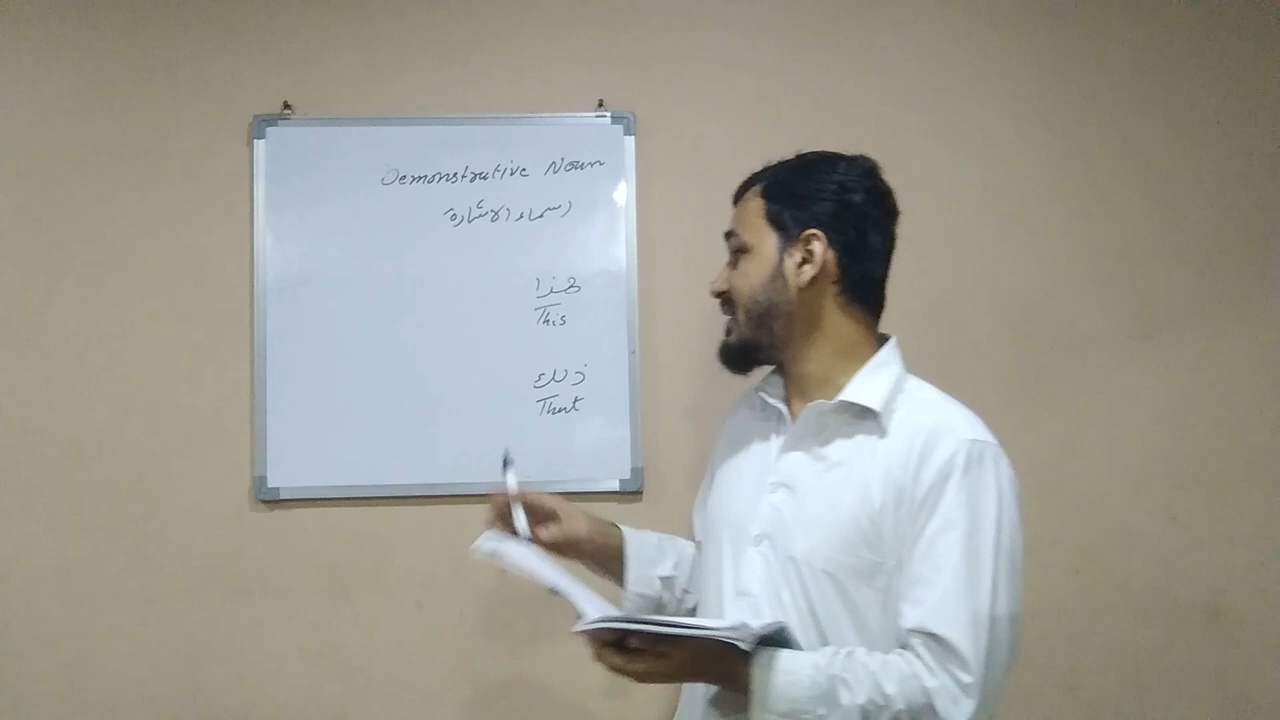 Demonstrative Noun
اسماء الاشارة
هذا
This
ذلك
That